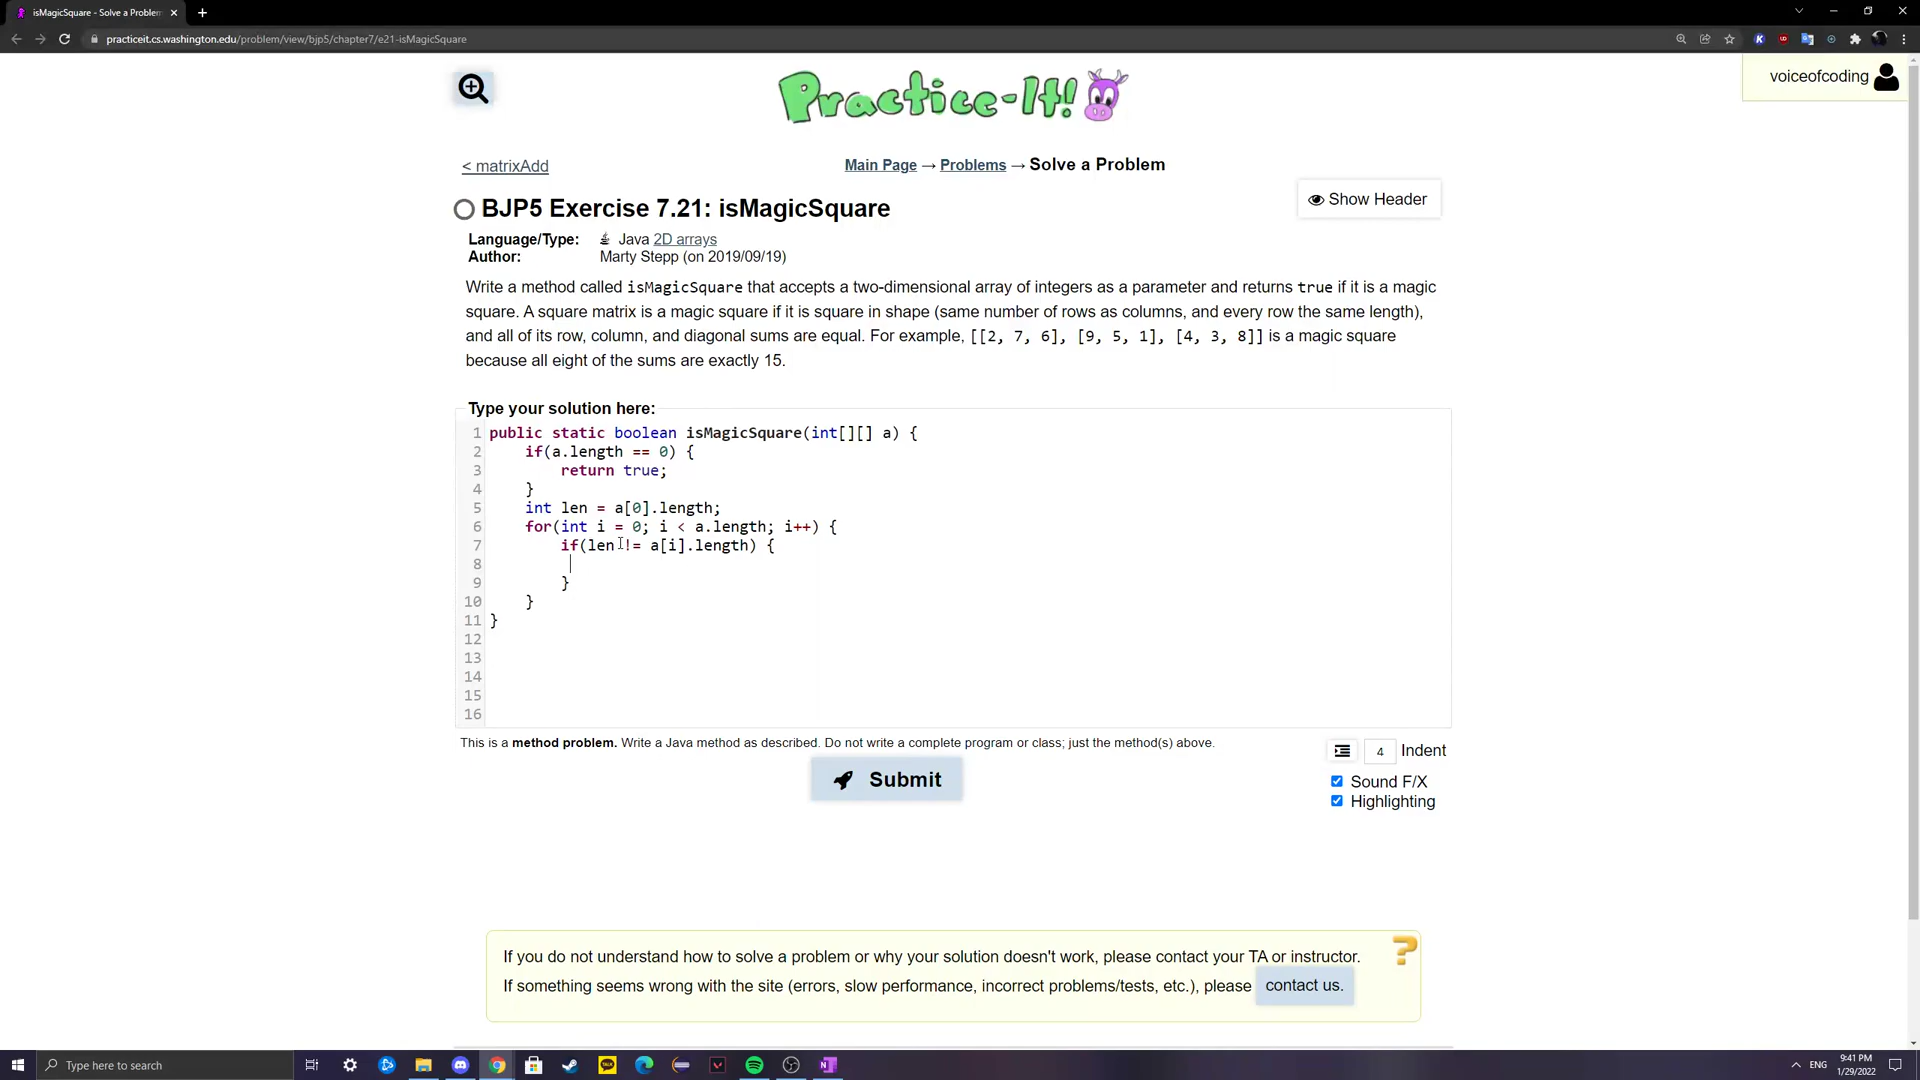 isMagicSquare - Solve a Problem
practiceit.cs.washington.edu/problem/view/bjp5/chapter7/e21-isMagicSquare
Practice-It!
voiceofcoding
< matrixAdd
Main Page → Problems → Solve a Problem
Show Header
BJP5 Exercise 7.21: isMagicSquare
Language/Type: Java 2D arrays
Author: Marty Stepp (on 2019/09/19)
Write a method called isMagicSquare that accepts a two-dimensional array of integers as a parameter and returns true if it is a magic
square. A square matrix is a magic square if it is square in shape (same number of rows as columns, and every row the same length),
and all of its row, column, and diagonal sums are equal. For example, [[2, 7, 6], [9, 5, 1], [4, 3, 8]] is a magic square
because all eight of the sums are exactly 15.
Type your solution here:
1 public static boolean isMagicSquare(int[][] a) {
2 if(a.length == 0) {
3 return true;
4 }
5 int len = a[0].length;
6 for(int i = 0; i < a.length; i++) {
7 if(len != a[i].length) {
8
9 }
10 }
11 }
12
13
14
15
16
This is a method problem. Write a Java method as described. Do not write a complete program or class; just the method(s) above.
4 Indent
Submit
Sound F/X
Highlighting
If you do not understand how to solve a problem or why your solution doesn't work, please contact your TA or instructor.
If something seems wrong with the site (errors, slow performance, incorrect problems/tests, etc.), please contact us.
Type here to search
ENG
9:41 PM
1/29/2022